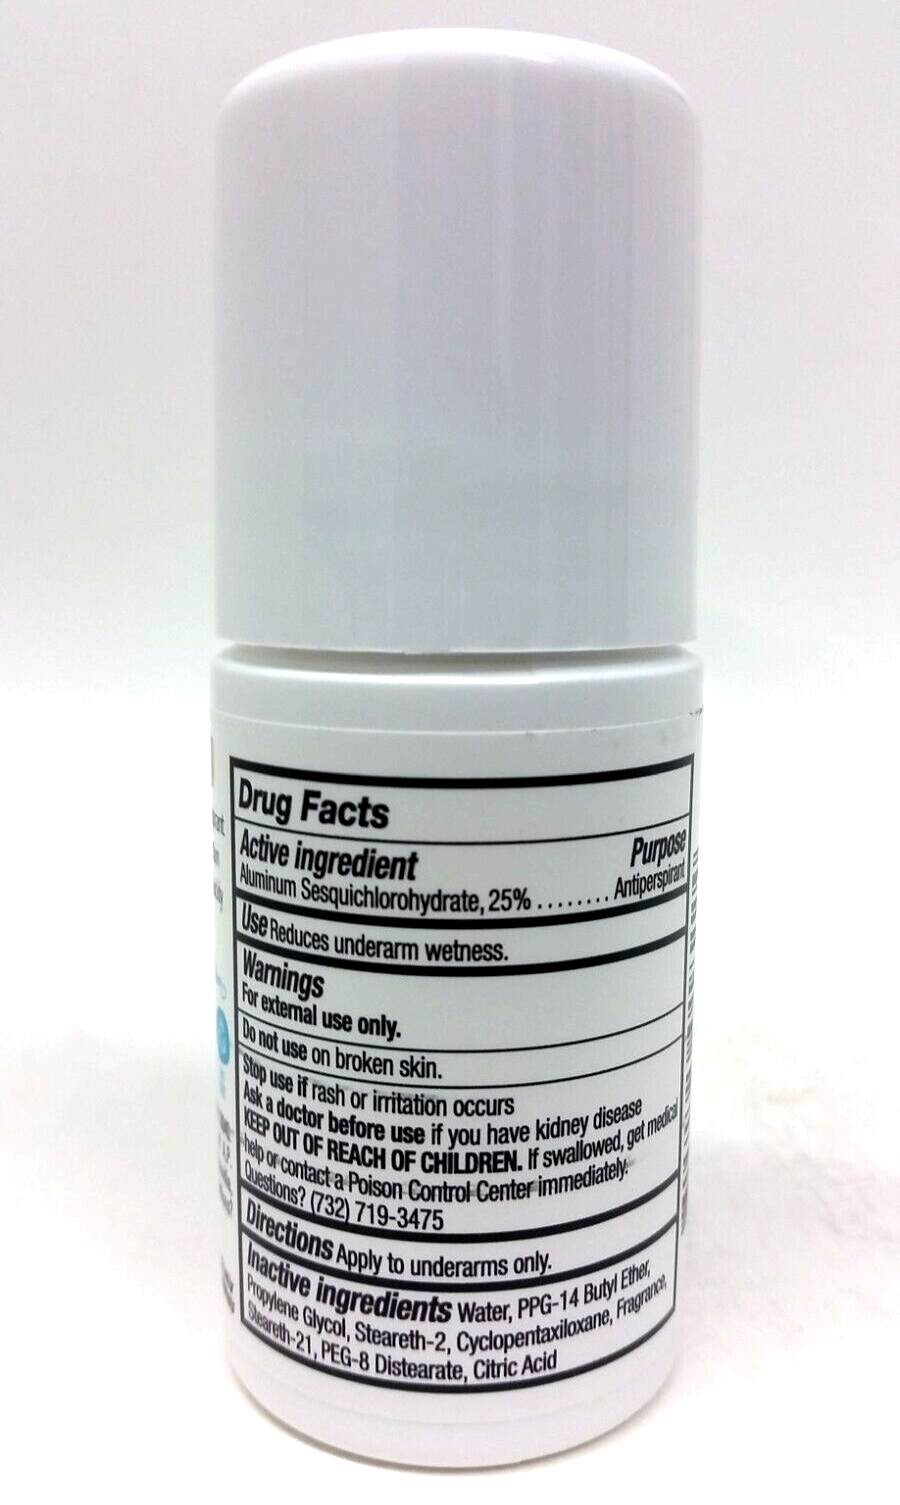 Drug Facts
Active ingredient Purpose
Aluminum Sesquichlorohydrate, 25% ........ Antiperspirant
Use Reduces underarm wetness.
Warnings
For external use only.
Do not use on broken skin.
Stop use if rash or irritation occurs
Ask a doctor before use if you have kidney disease
KEEP OUT OF REACH OF CHILDREN. If swallowed, get medical
help or contact a Poison Control Center immediately.
Questions? (732) 719-3475
Directions Apply to underarms only.
Inactive ingredients Water, PPG-14 Butyl Ether,
Propylene Glycol, Steareth-2, Cyclopentaxiloxane, Fragrance,
Steareth-21, PEG-8 Distearate, Citric Acid